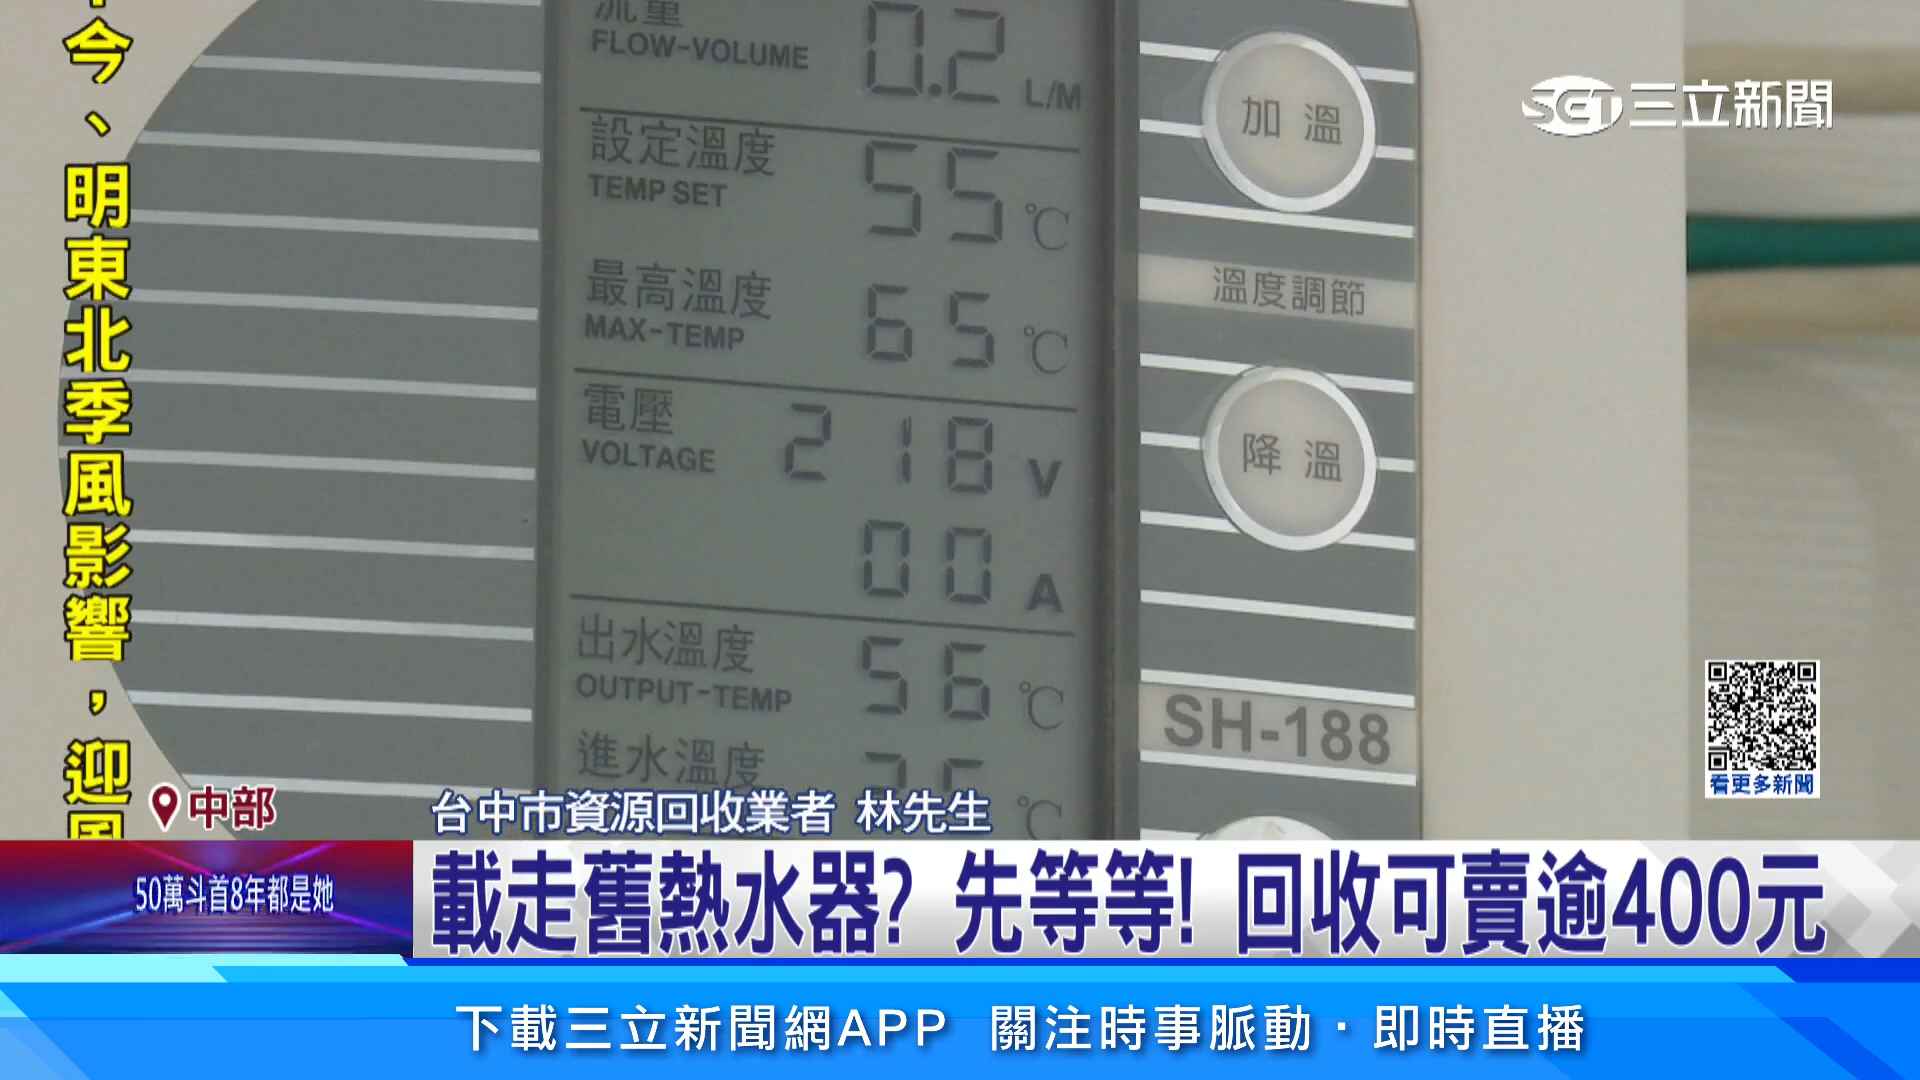 今、明東北季風影響，迎
流量
FLOW-VOLUME 0.2 L/M
設定溫度
TEMP SET 55 ℃
最高溫度
MAX-TEMP 65 ℃
電壓
VOLTAGE 218 V
00 A
出水溫度
OUTPUT-TEMP 56 ℃
進水溫度 ℃
加溫
溫度調節
降溫
SH-188
SET三立新聞
看更多新聞
中部
台中市資源回收業者 林先生
50萬斗首8年都是她
載走舊熱水器? 先等等! 回收可賣逾400元
下載三立新聞網APP 關注時事脈動·即時直播